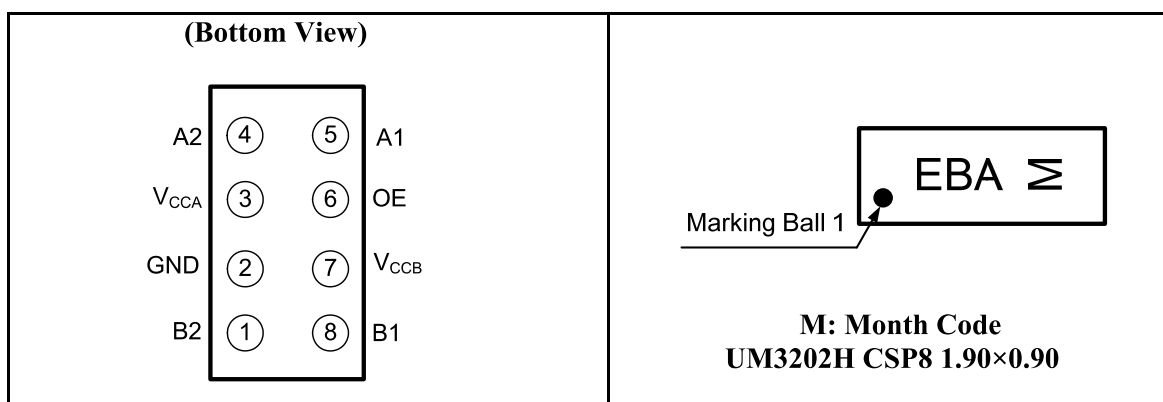 (Bottom View)
A2 4 5 A1
VCCA 3 6 OE
GND 2 7 VCCB
B2 1 8 B1
EBA M
Marking Ball 1
M: Month Code
UM3202H CSP8 1.90×0.90